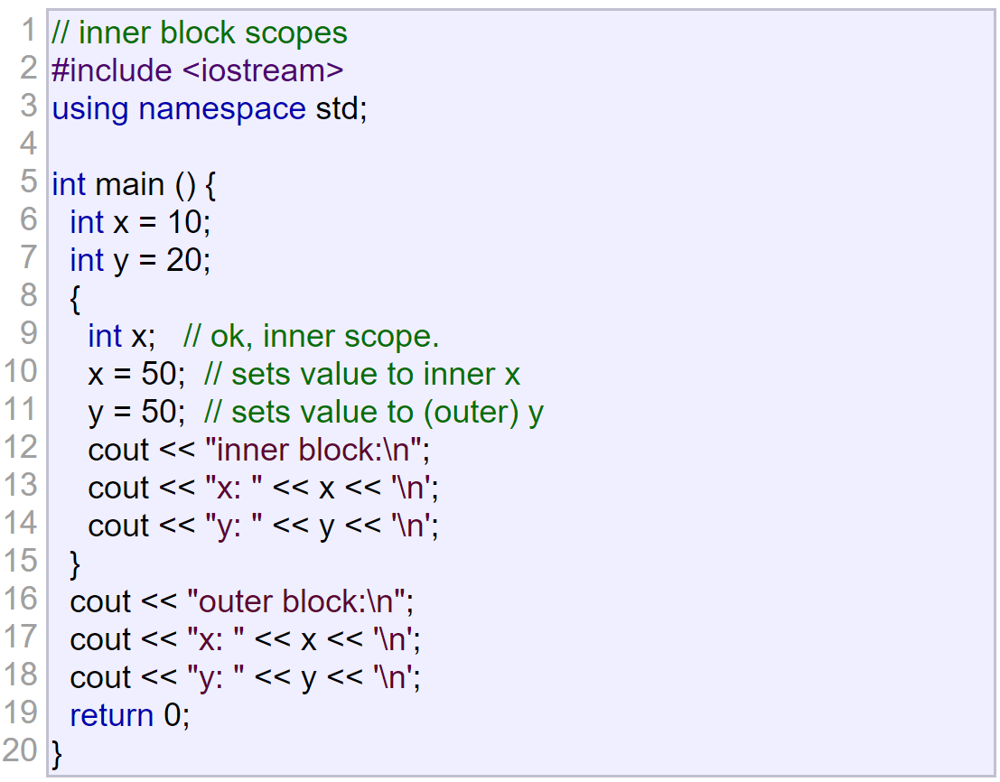 1 // inner block scopes
2 #include <iostream>
3 using namespace std;
4
5 int main () {
6   int x = 10;
7   int y = 20;
8   {
9     int x;   // ok, inner scope.
10     x = 50;  // sets value to inner x
11     y = 50;  // sets value to (outer) y
12     cout << "inner block:\n";
13     cout << "x: " << x << '\n';
14     cout << "y: " << y << '\n';
15   }
16   cout << "outer block:\n";
17   cout << "x: " << x << '\n';
18   cout << "y: " << y << '\n';
19   return 0;
20 }